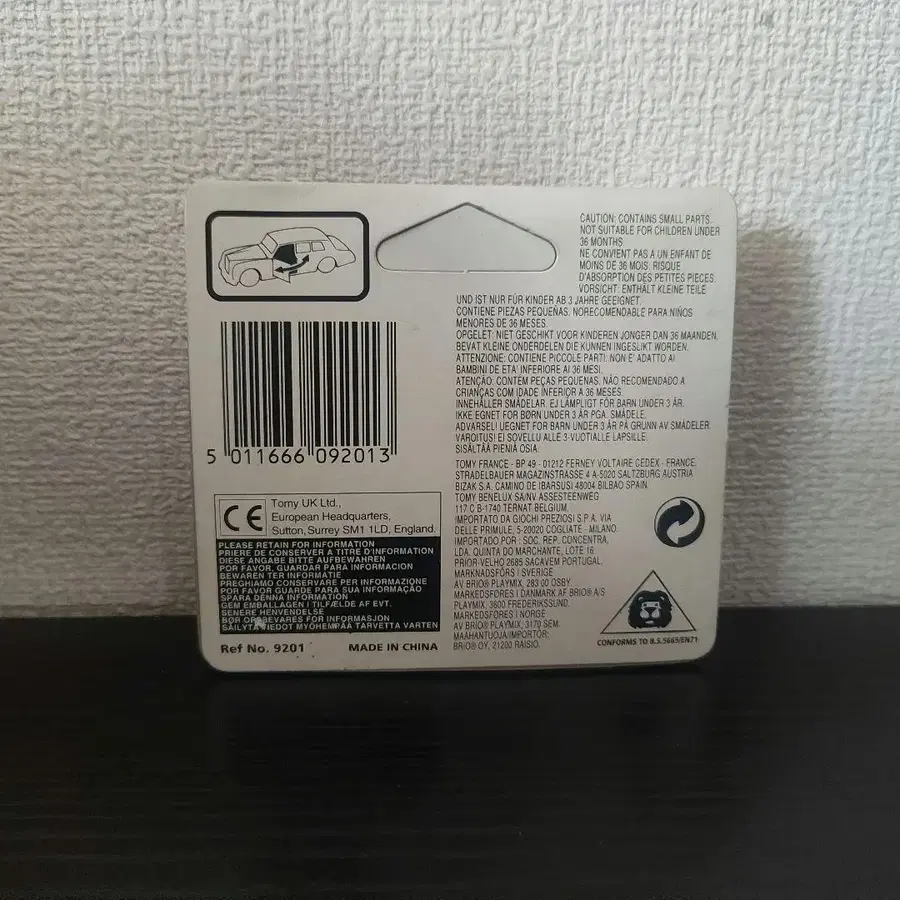 CAUTION: CONTAINS SMALL PARTS.
NOT SUITABLE FOR CHILDREN UNDER
36 MONTHS
NE CONVIENT PAS A UN ENFANT DE
MOINS DE 36 MOIS: RISQUE
D'ABSORPTION DES PETITES PIECES.
VORSICHT: ENTHÄLT KLEINE TEILE
UND IST NUR FÜR KINDER AB 3 JAHRE GEEIGNET.
CONTIENE PIEZAS PEQUENAS. NORECOMENDABLE PARA NIÑOS
MENORES DE 36 MESES.
OPGELET: NIET GESCHIKT VOOR KINDEREN JONGER DAN 36 MAANDEN,
BEVAT KLEINE ONDERDELEN DIE KUNNEN INGESLIKT WORDEN.
ATTENZIONE: CONTIENE PICCOLE PARTI. NON E' ADATTO AI
BAMBINI DE ETA' INFERIORE AI 36 MESI.
ATENÇÃO: CONTÉM PEÇAS PEQUENAS. NÃO RECOMENDADO A
CRIANÇAS COM IDADE INFERIOR A 36 MESES.
INNEHÅLLER SMÅDELAR. EJ LÄMPLIGT FÖR BARN UNDER 3 ÅR.
IKKE EGNET FOR BØRN UNDER 3 ÅR PGA. SMÅDELE.
ADVARSEL! UEGNET FOR BARN UNDER 3 ÅR PÅ GRUNN AV SMÅDELER.
VAROITUS! EI SOVELLU ALLE 3-VUOTIALLE LAPSILLE.
SISÄLTÄÄ PIENIÄ OSIA.
TOMY FRANCE - BP 49 - 01212 FERNEY VOLTAIRE CEDEX - FRANCE.
STRADELBAUER MAGAZINSTRASSE 4 A-5020 SALTZBURG AUSTRIA
BIZAK S.A. CAMINO DE IBARSUSI 48004 BILBAO SPAIN
TOMY BENELUX SA/NV ASSESTEENWEG
117 C B-1740 TERNAT BELGIUM.
IMPORTATO DA GIOCHI PREZIOSI S.P.A. VIA
DELLE PRIMULE, 5-20020 COGLIATE - MILANO.
IMPORTADO POR : SOC. REP. CONCENTRA,
LDA. QUINTA DO MARCHANTE, LOTE 16
PRIOR-VELHO 2685 SACAVEM PORTUGAL.
MARKNADSFÖRS I SVERIGE
AV BRIO® PLAYMIX, 283 00 OSBY.
MARKEDSFØRES I DANMARK AF BRIO® A/S
PLAYMIX, 3600 FREDERIKSSUND.
MARKEDSFØRES I NORGE
AV BRIO® PLAYMIX, 3170 SEM.
MAAHANTUOJA/IMPORTÖR:
BRIO® OY, 21200 RAISIO.
5 011666 092013
CE
Tomy UK Ltd.,
European Headquarters,
Sutton, Surrey SM1 1LD, England.
PLEASE RETAIN FOR INFORMATION
PRIERE DE CONSERVER A TITRE D'INFORMATION
DIESE ANGABE BITTE AUFBEWAHREN
POR FAVOR, GUARDAR PARA INFORMACION
BEWAREN TER INFORMATIE
PREGHIAMO CONSERVARE PER INFORMAZIONE
POR FAVOR GUARDE PARA SUA INFORMAÇÃO
SPARA DENNA INFORMATION
GEM EMBALLAGEN I TILFÆLDE AF EVT.
SENERE HENVENDELSE
BØR OPBEVARES FOR INFORMASJON
SÄILYTÄ TIEDOT MYÖHEMPÄÄ TARVETTA VARTEN
Ref No. 9201
MADE IN CHINA
CONFORMS TO B.S.5665/EN71